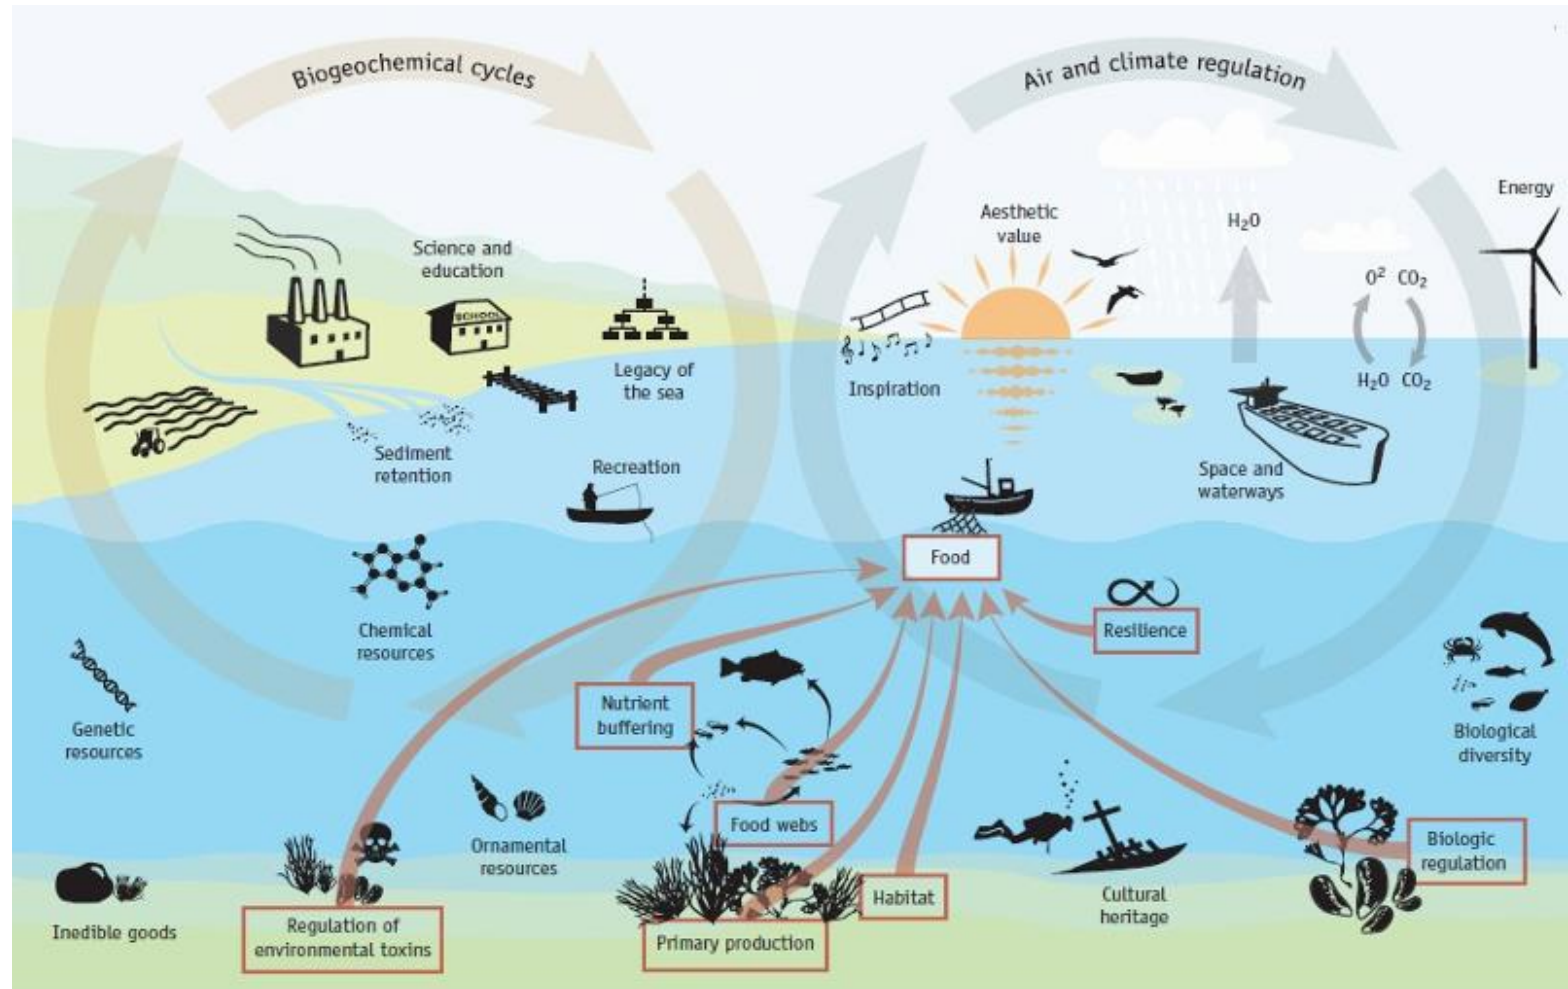 Biogeochemical cycles
Air and climate regulation
Energy
Aesthetic
value
H₂O
Science and
education
O² CO₂
SCHOOL
Legacy of
the sea
Inspiration
H₂O CO₂
Sediment
retention
Recreation
Space and
waterways
Food
Chemical
resources
Resilience
Genetic
resources
Nutrient
buffering
Biological
diversity
Food webs
Ornamental
resources
Biologic
regulation
Habitat
Cultural
heritage
Inedible goods
Regulation of
environmental toxins
Primary production